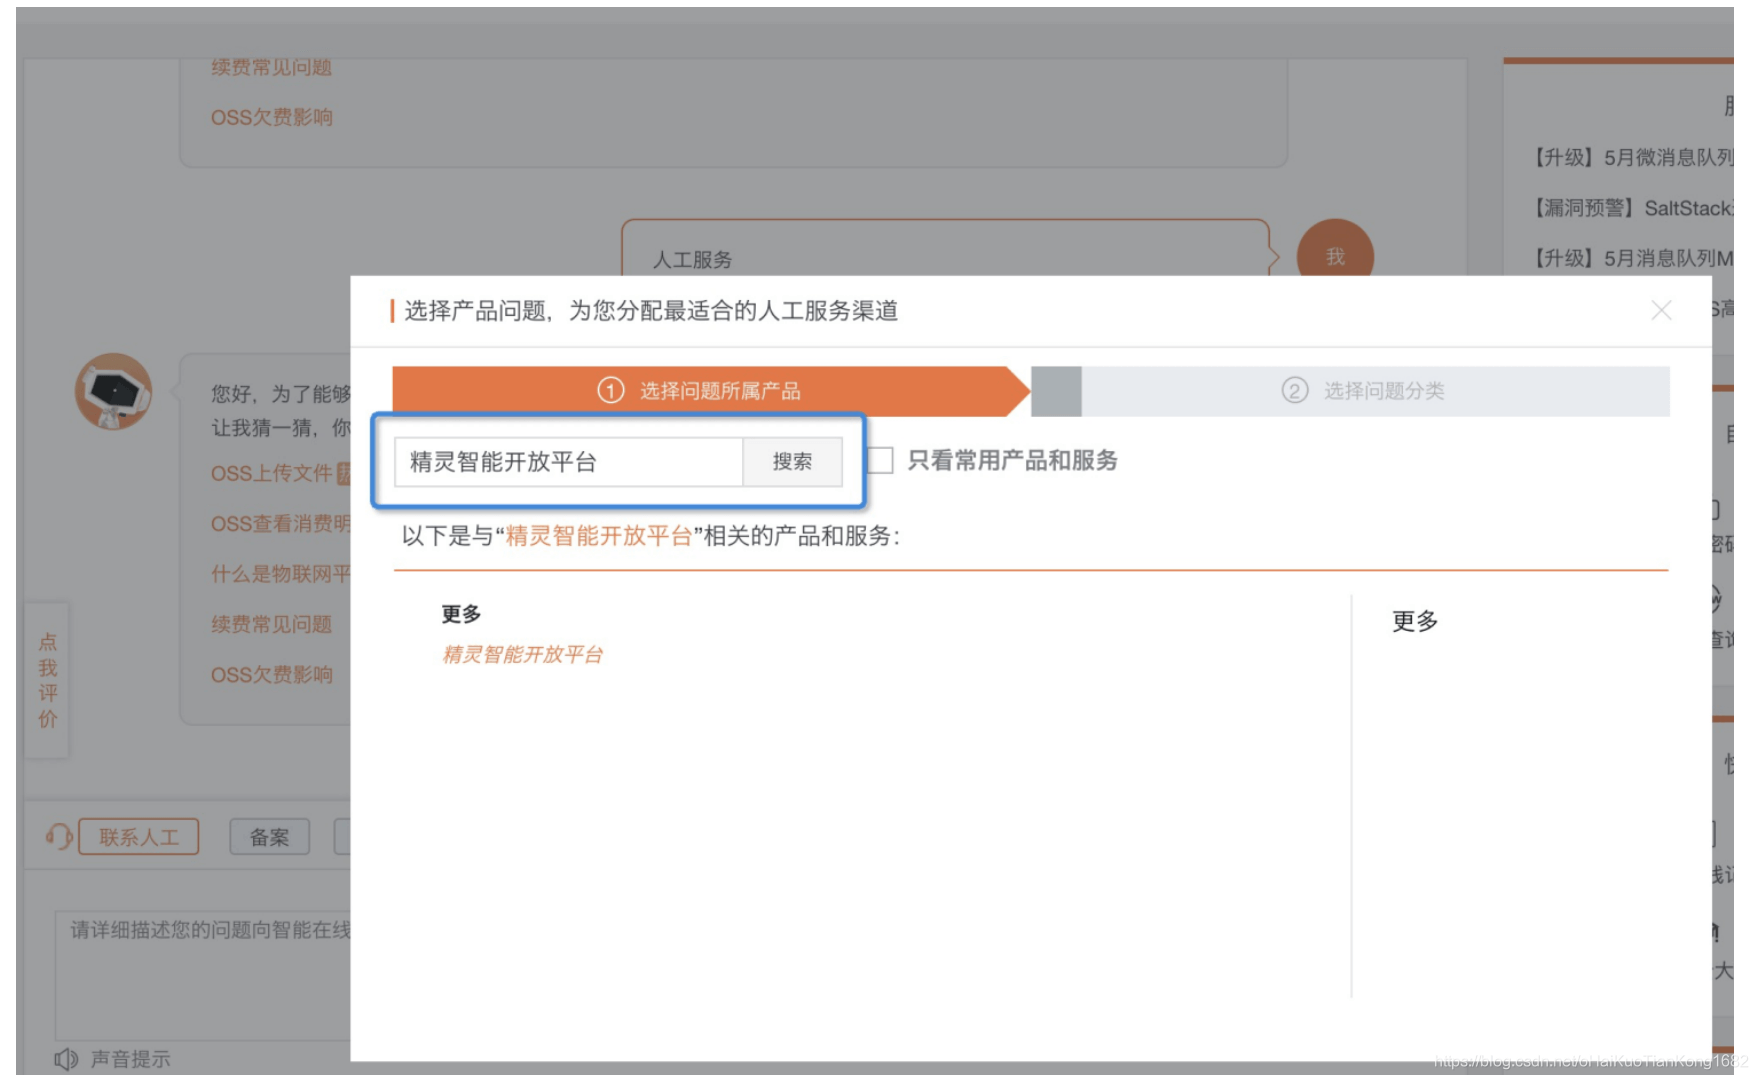 续费常见问题
OSS欠费影响
人工服务
我
【升级】5月微消息队列
【漏洞预警】SaltStack
【升级】5月消息队列M
S高
选择产品问题，为您分配最适合的人工服务渠道
① 选择问题所属产品
② 选择问题分类
精灵智能开放平台
搜索
只看常用产品和服务
以下是与“精灵智能开放平台”相关的产品和服务：
更多
精灵智能开放平台
更多
您好，为了能够
让我猜一猜，你
OSS上传文件
OSS查看消费明
什么是物联网平
续费常见问题
OSS欠费影响
点我评价
联系人工
备案
请详细描述您的问题向智能在线
声音提示
大
https://blog.csdn.net/oHaiKuoTianKong1682